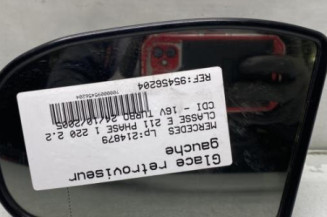 Glace retroviseur
gauche
MERCEDES Lp:214879
CLASSE E 211 PHASE 1 220 2.2
CDI - 16V TURBO 24/10/2005
REF:95456204